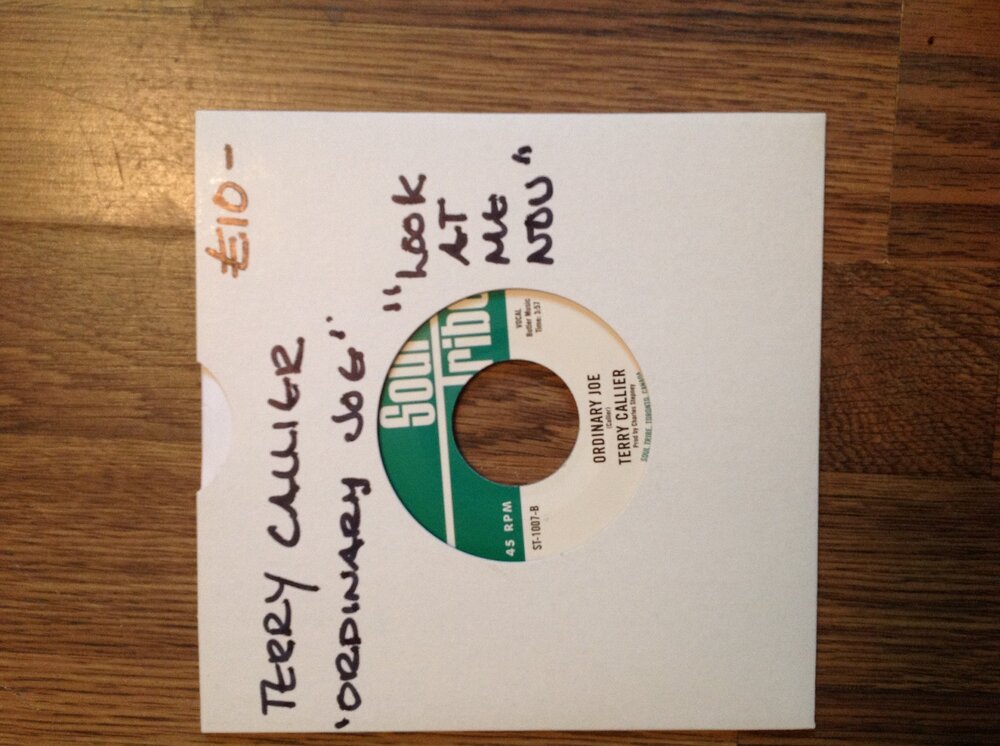 £10-
TERRY CALLIER
'ORDINARY JOE'
"LOOK
AT
ME
NOW"
Soul
Tribe
45 RPM
VOCAL
Butler Music
Time: 3:57
ST-1007-B
ORDINARY JOE
(Callier)
TERRY CALLIER
Prod by Charles Stepney
SOUL TRIBE, TORONTO, CANADA